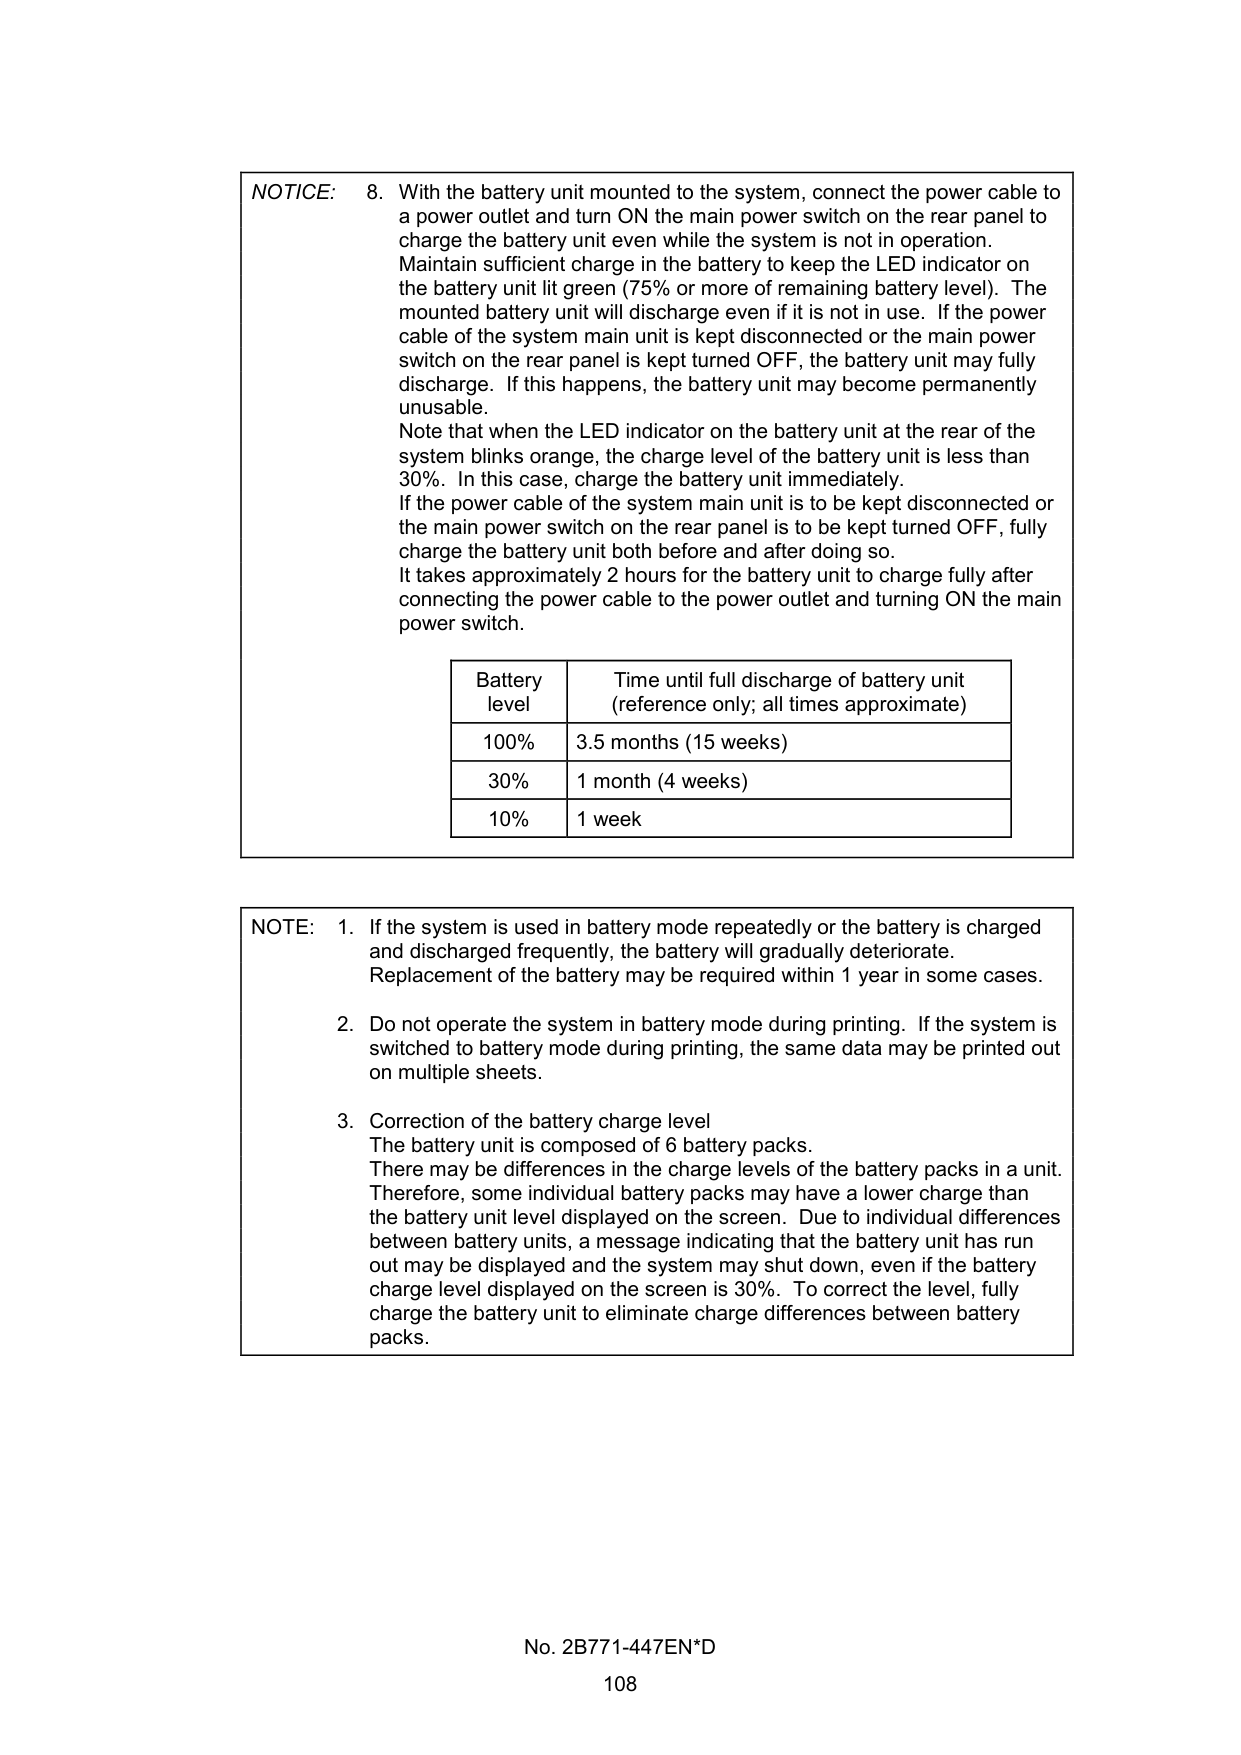 NOTICE: 8. With the battery unit mounted to the system, connect the power cable to
a power outlet and turn ON the main power switch on the rear panel to
charge the battery unit even while the system is not in operation.
Maintain sufficient charge in the battery to keep the LED indicator on
the battery unit lit green (75% or more of remaining battery level). The
mounted battery unit will discharge even if it is not in use. If the power
cable of the system main unit is kept disconnected or the main power
switch on the rear panel is kept turned OFF, the battery unit may fully
discharge. If this happens, the battery unit may become permanently
unusable.
Note that when the LED indicator on the battery unit at the rear of the
system blinks orange, the charge level of the battery unit is less than
30%. In this case, charge the battery unit immediately.
If the power cable of the system main unit is to be kept disconnected or
the main power switch on the rear panel is to be kept turned OFF, fully
charge the battery unit both before and after doing so.
It takes approximately 2 hours for the battery unit to charge fully after
connecting the power cable to the power outlet and turning ON the main
power switch.
Battery level
Time until full discharge of battery unit
(reference only; all times approximate)
100% 3.5 months (15 weeks)
30% 1 month (4 weeks)
10% 1 week
NOTE: 1. If the system is used in battery mode repeatedly or the battery is charged
and discharged frequently, the battery will gradually deteriorate.
Replacement of the battery may be required within 1 year in some cases.
2. Do not operate the system in battery mode during printing. If the system is
switched to battery mode during printing, the same data may be printed out
on multiple sheets.
3. Correction of the battery charge level
The battery unit is composed of 6 battery packs.
There may be differences in the charge levels of the battery packs in a unit.
Therefore, some individual battery packs may have a lower charge than
the battery unit level displayed on the screen. Due to individual differences
between battery units, a message indicating that the battery unit has run
out may be displayed and the system may shut down, even if the battery
charge level displayed on the screen is 30%. To correct the level, fully
charge the battery unit to eliminate charge differences between battery
packs.
No. 2B771-447EN*D
108